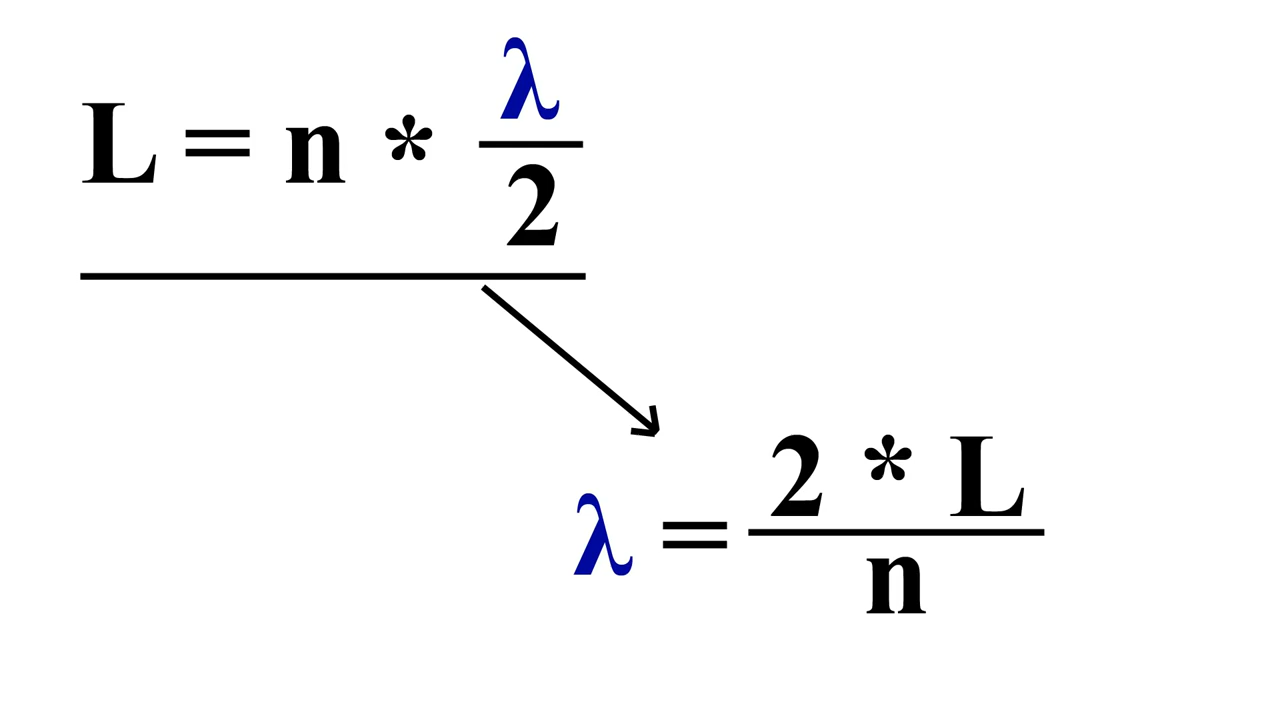 L = n * λ/2
λ = 2 * L/n